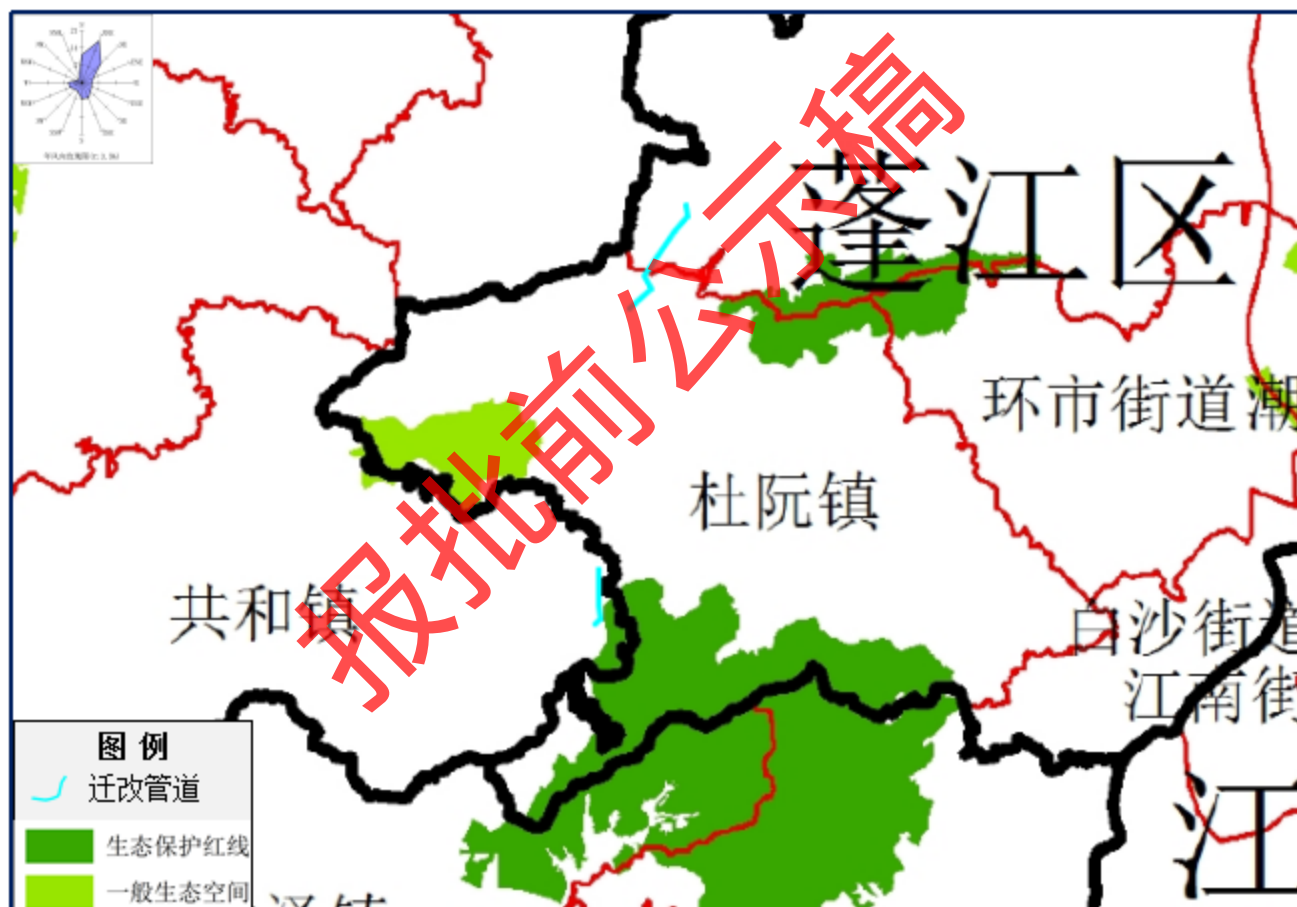 蓬江区
环市街道潮
杜阮镇
共和镇
白沙街道
江南街
江
报批前公示稿
图例
迁改管道
生态保护红线
一般生态空间